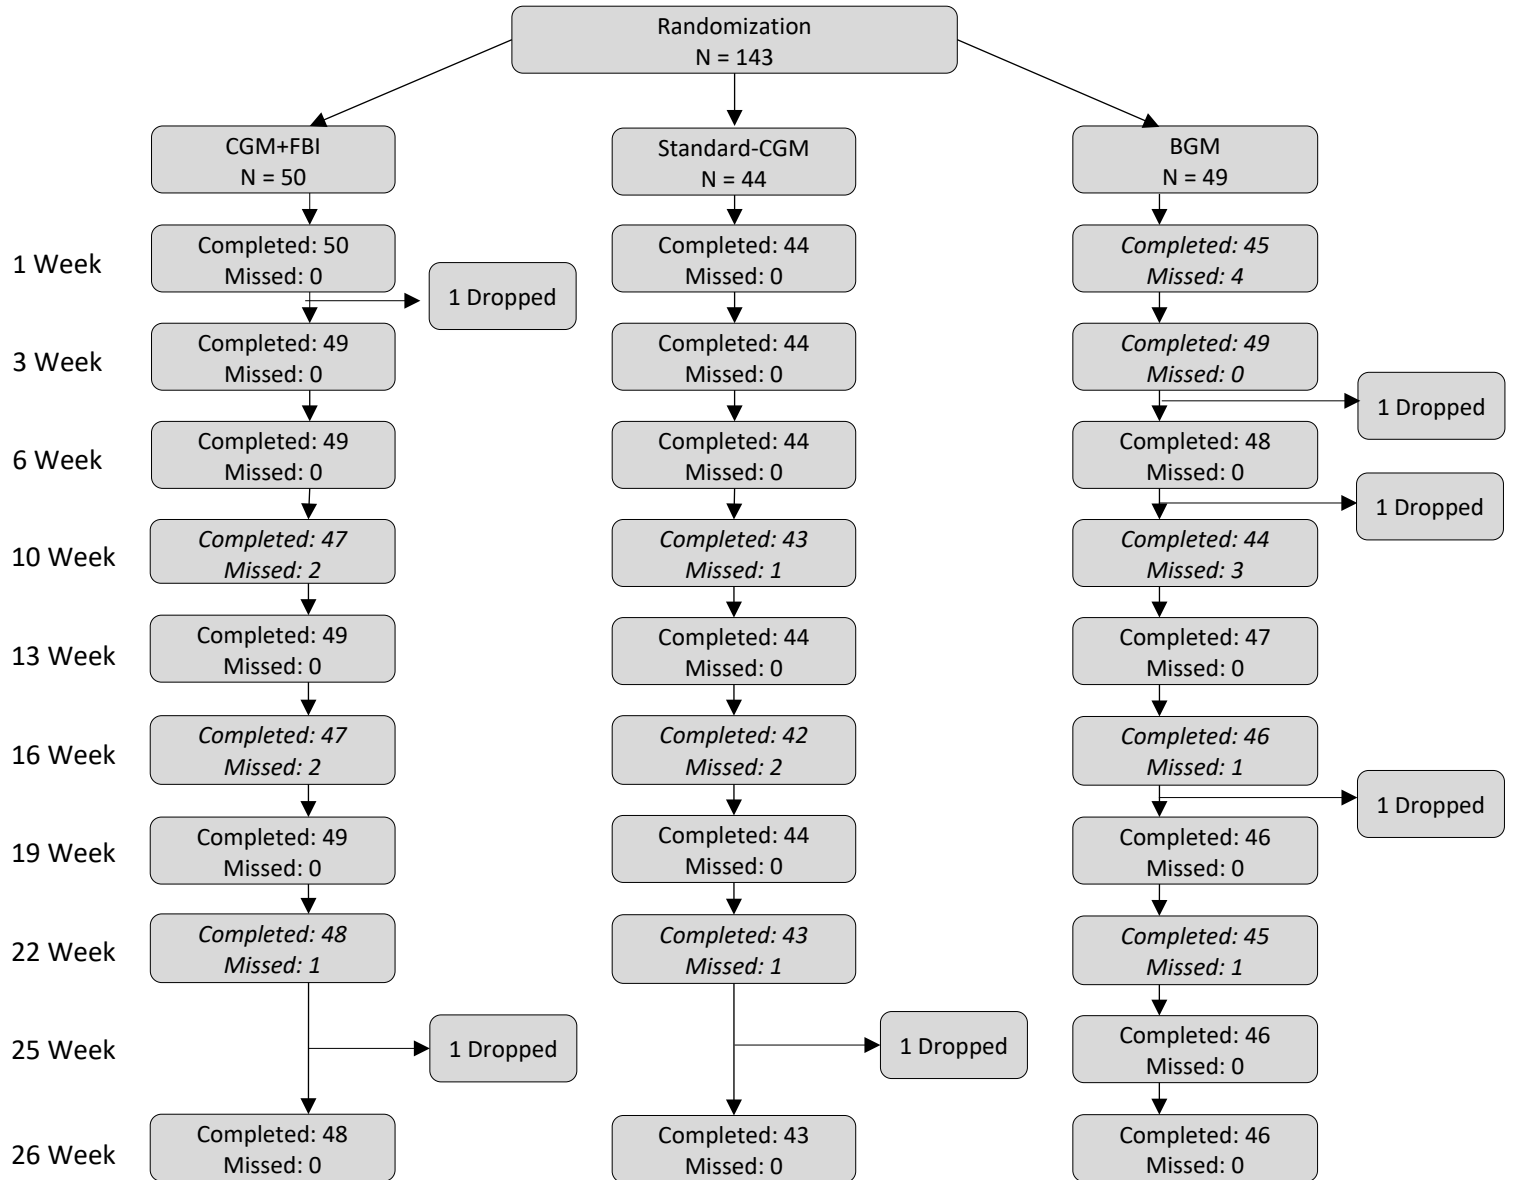 Randomization
N = 143
CGM+FBI
N = 50
Standard-CGM
N = 44
BGM
N = 49
1 Week
Completed: 50
Missed: 0
Completed: 44
Missed: 0
Completed: 45
Missed: 4
1 Dropped
3 Week
Completed: 49
Missed: 0
Completed: 44
Missed: 0
Completed: 49
Missed: 0
1 Dropped
6 Week
Completed: 49
Missed: 0
Completed: 44
Missed: 0
Completed: 48
Missed: 0
1 Dropped
10 Week
Completed: 47
Missed: 2
Completed: 43
Missed: 1
Completed: 44
Missed: 3
13 Week
Completed: 49
Missed: 0
Completed: 44
Missed: 0
Completed: 47
Missed: 0
16 Week
Completed: 47
Missed: 2
Completed: 42
Missed: 2
Completed: 46
Missed: 1
1 Dropped
19 Week
Completed: 49
Missed: 0
Completed: 44
Missed: 0
Completed: 46
Missed: 0
22 Week
Completed: 48
Missed: 1
Completed: 43
Missed: 1
Completed: 45
Missed: 1
25 Week
1 Dropped
1 Dropped
Completed: 46
Missed: 0
26 Week
Completed: 48
Missed: 0
Completed: 43
Missed: 0
Completed: 46
Missed: 0